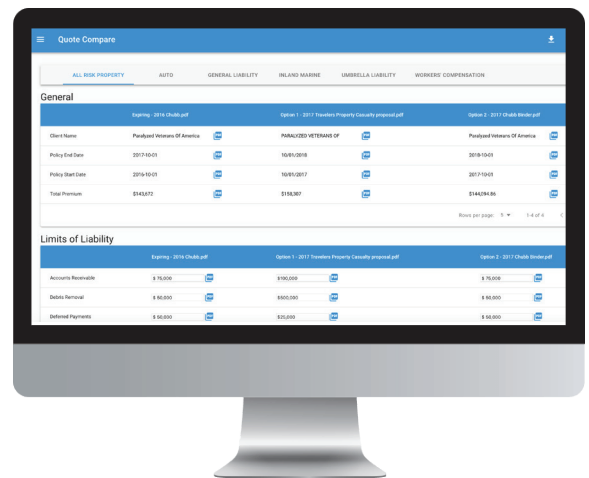 Quote Compare
ALL RISK PROPERTY AUTO GENERAL LIABILITY INLAND MARINE UMBRELLA LIABILITY WORKERS' COMPENSATION
General
Expiring - 2016 Chubb.pdf Option 1 - 2017 Travelers Property Casualty proposal.pdf Option 2 - 2017 Chubb Binder.pdf
Client Name Paralyzed Veterans Of America PARALYZED VETERANS OF Paralyzed Veterans Of America
Policy End Date 2017-10-01 10/01/2018 2018-10-01
Policy Start Date 2016-10-01 10/01/2017 2017-10-01
Total Premium $143,672 $158,387 $144,094.86
Rows per page: 5 1-4 of 4
Limits of Liability
Expiring - 2016 Chubb.pdf Option 1 - 2017 Travelers Property Casualty proposal.pdf Option 2 - 2017 Chubb Binder.pdf
Accounts Receivable $ 75,000 $100,000 $ 75,000
Debris Removal $ 50,000 $500,000 $ 50,000
Deferred Payments $ 50,000 $25,000 $ 50,000